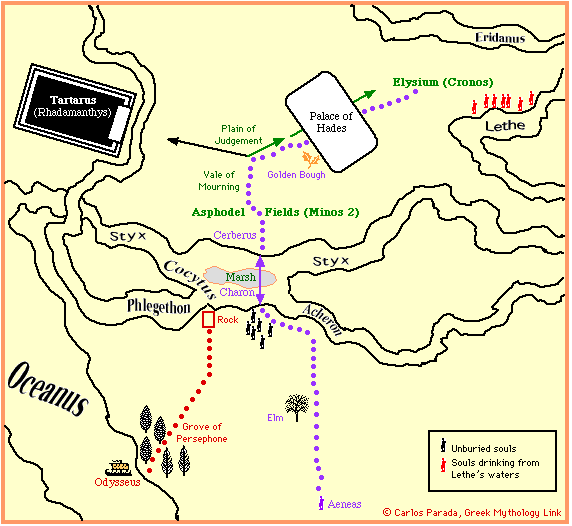 Eridanus
Elysium (Cronos)
Tartarus
(Rhadamanthys)
Palace of
Hades
Lethe
Plain of
Judgement
Golden Bough
Vale of
Mourning
Asphodel Fields (Minos 2)
Cerberus
Styx
Styx
Cocytus
Marsh
Charon
Phlegethon
Acheron
Rock
Oceanus
Elm
Grove of
Persephone
Odysseus
Aeneas
Unburied souls
Souls drinking from
Lethe's waters
© Carlos Parada, Greek Mythology Link